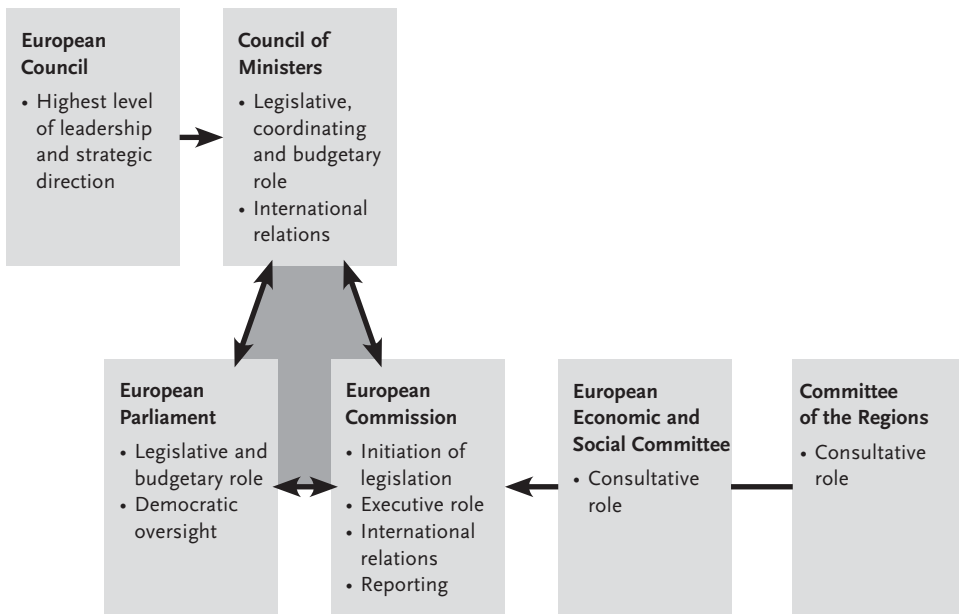 European
Council
• Highest level
of leadership
and strategic
direction
Council of
Ministers
• Legislative,
coordinating
and budgetary
role
• International
relations
European
Parliament
• Legislative and
budgetary role
• Democratic
oversight
European
Commission
• Initiation of
legislation
• Executive role
• International
relations
• Reporting
European
Economic and
Social Committee
• Consultative
role
Committee
of the Regions
• Consultative
role